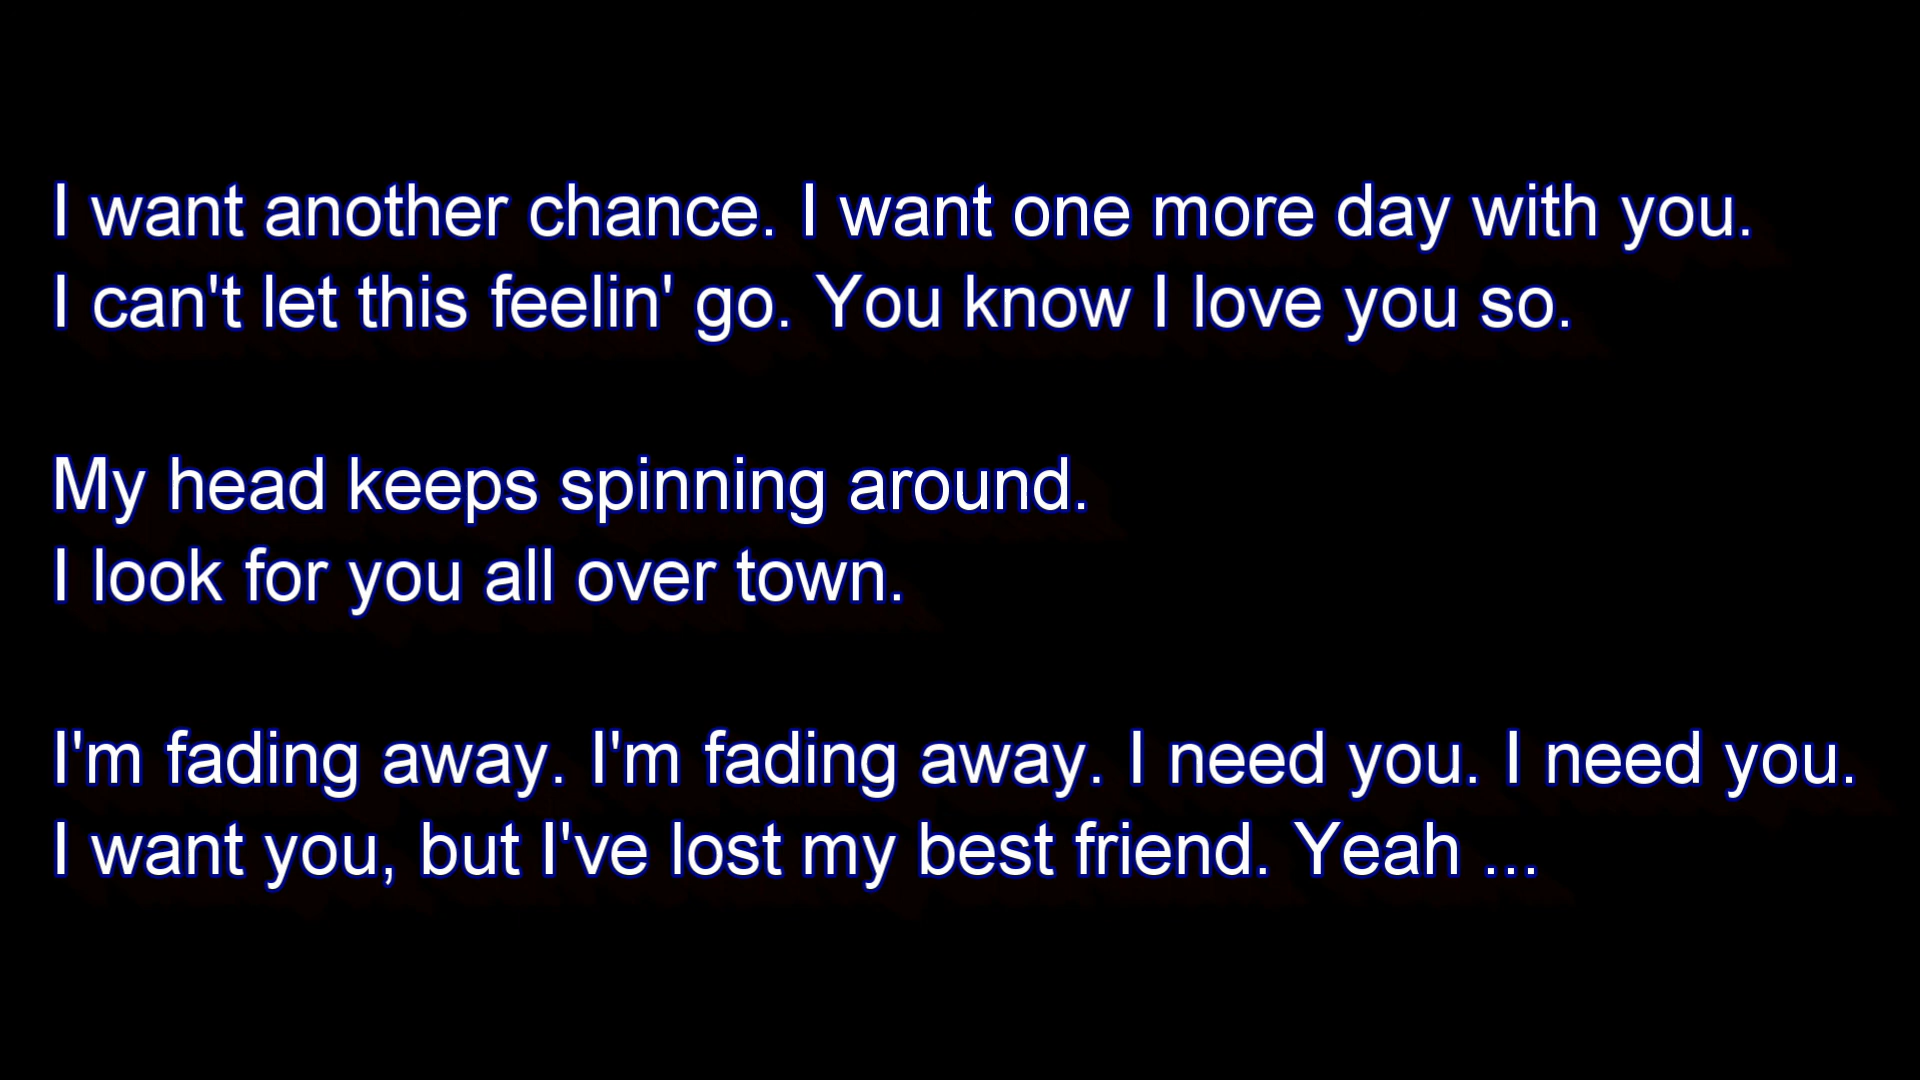 I want another chance. I want one more day with you.
I can't let this feelin' go. You know I love you so.
My head keeps spinning around.
I look for you all over town.
I'm fading away. I'm fading away. I need you. I need you.
I want you, but I've lost my best friend. Yeah ...